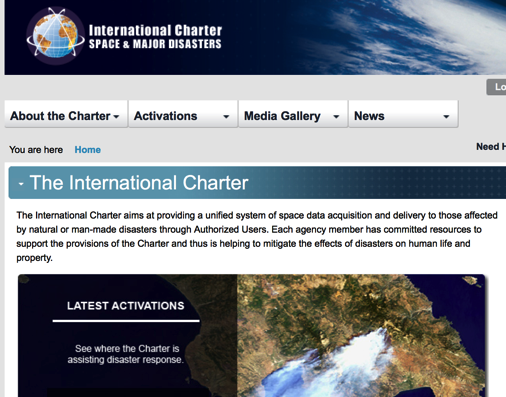 International Charter
SPACE & MAJOR DISASTERS
Lo
About the Charter
Activations
Media Gallery
News
You are here
Home
Need H
The International Charter
The International Charter aims at providing a unified system of space data acquisition and delivery to those affected
by natural or man-made disasters through Authorized Users. Each agency member has committed resources to
support the provisions of the Charter and thus is helping to mitigate the effects of disasters on human life and
property.
LATEST ACTIVATIONS
See where the Charter is
assisting disaster response.